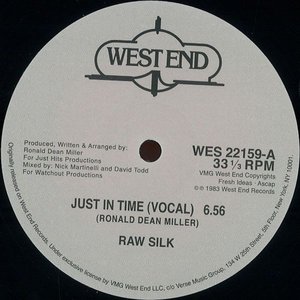 WEST END
Produced, Written & Arranged by:
Ronald Dean Miller
For Just Hits Productions
Mixed by: Nick Martinelli and David Todd
For Watchout Productions
WES 22159-A
33 ⅓ RPM
VMG West End Copyrights
Fresh Ideas : Ascap
℗ © 1983 West End Records
JUST IN TIME (VOCAL) 6.56
(RONALD DEAN MILLER)
RAW SILK
Originally released on West End Records. Under exclusive license by VMG West End LLC, c/o Verse Music Group, 134 W 25th Street, 5th Floor, New York, NY, 10001.